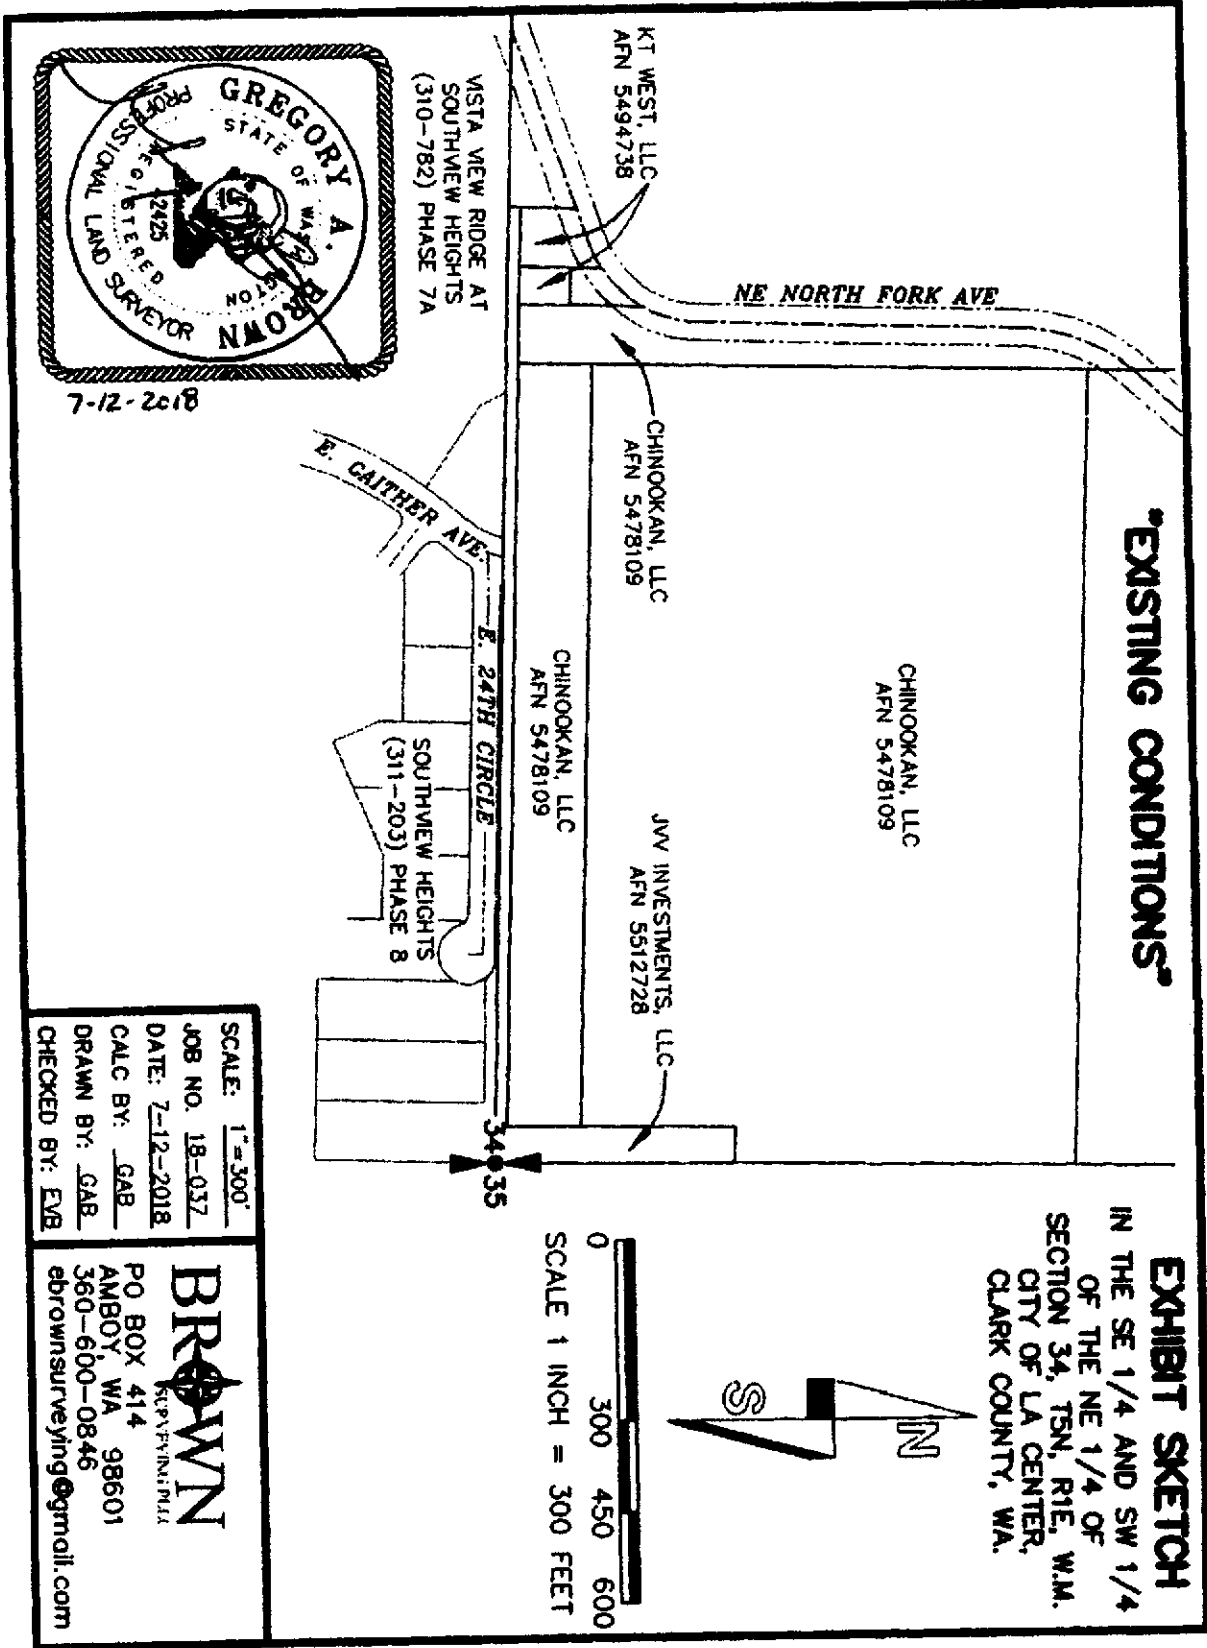 "EXISTING CONDITIONS"
EXHIBIT SKETCH
IN THE SE 1/4 AND SW 1/4
OF THE NE 1/4 OF
SECTION 34, T5N, R1E, W.M.
CITY OF LA CENTER,
CLARK COUNTY, WA.
N
S
0 300 450 600
SCALE 1 INCH = 300 FEET
KT WEST, LLC
AFN 5494738
NE NORTH FORK AVE
CHINOOKAN, LLC
AFN 5478109
CHINOOKAN, LLC
AFN 5478109
CHINOOKAN, LLC
AFN 5478109
JVV INVESTMENTS, LLC
AFN 5512728
34 35
VISTA VIEW RIDGE AT
SOUTHVIEW HEIGHTS
(310-782) PHASE 7A
E. GAITHER AVE.
E. 24TH CIRCLE
SOUTHVIEW HEIGHTS
(311-203) PHASE 8
GREGORY A. BROWN
STATE OF WASHINGTON
REGISTERED
PROFESSIONAL LAND SURVEYOR
7-12-2018
SCALE: 1"=300'
JOB NO. 18-037
DATE: 7-12-2018
CALC BY: GAB
DRAWN BY: GAB
CHECKED BY: EVB
BROWN
SURVEYING PLLC
PO BOX 414
AMBOY, WA 98601
360-600-0846
ebrownsurveying@gmail.com